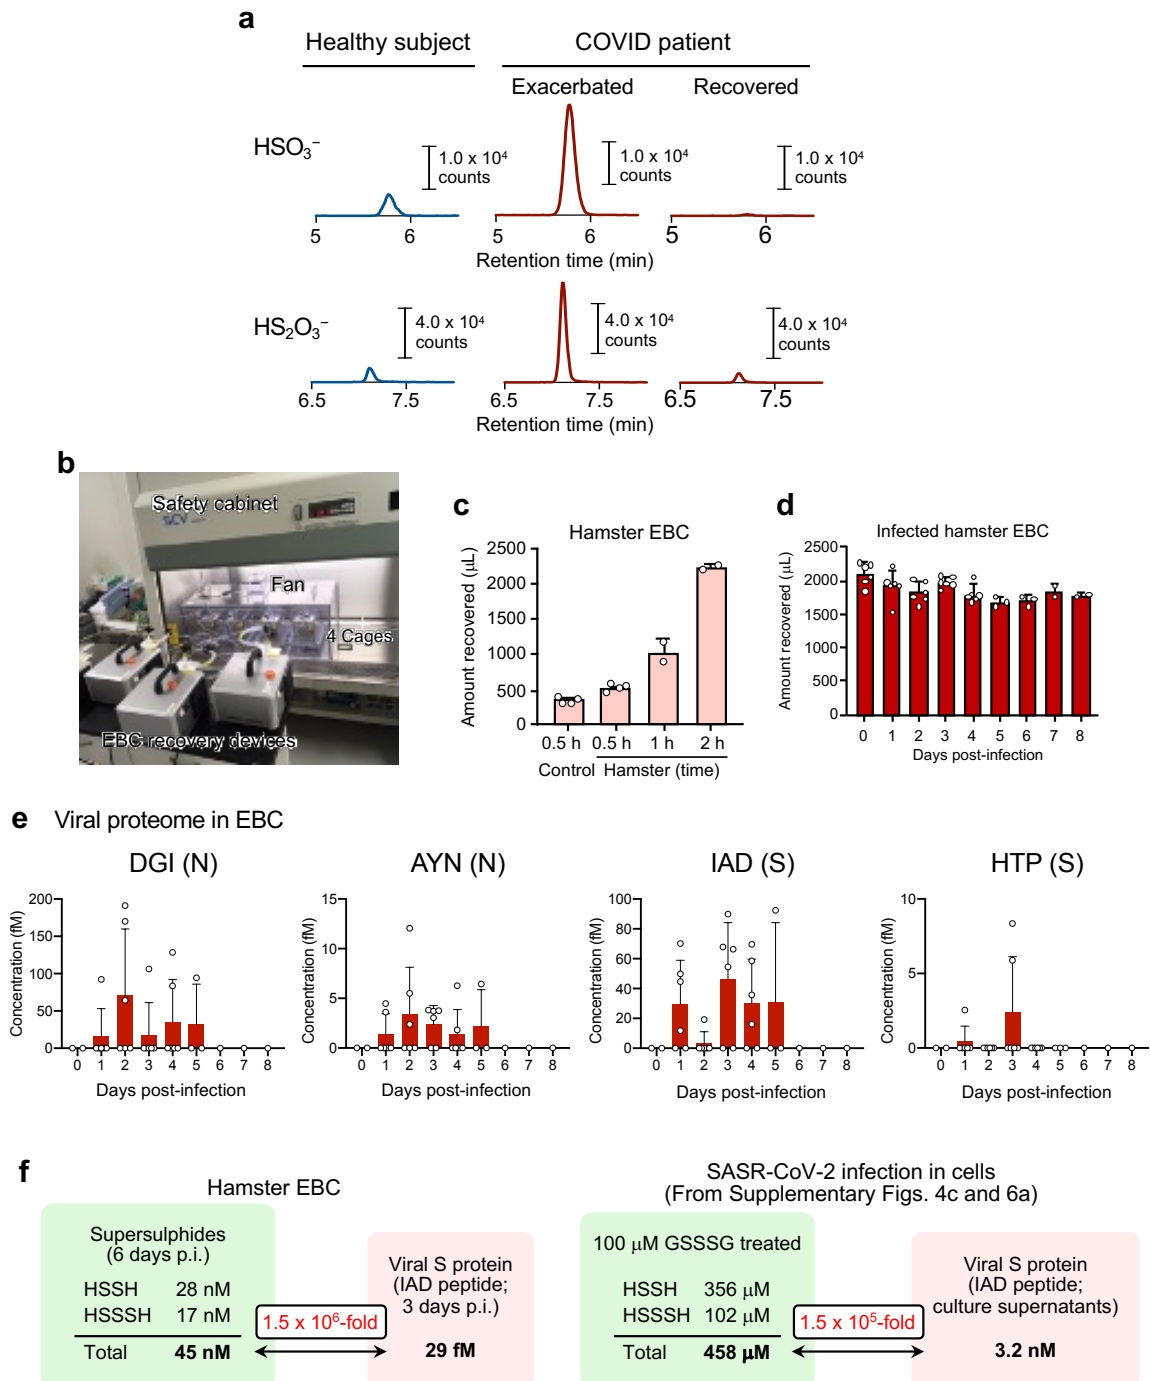 a
Healthy subject
COVID patient
Exacerbated
Recovered
HSO₃⁻
1.0 x 10⁴
counts
1.0 x 10⁴
counts
1.0 x 10⁴
counts
5 6 5 6 5 6
Retention time (min)
HS₂O₃⁻
4.0 x 10⁴
counts
4.0 x 10⁴
counts
4.0 x 10⁴
counts
6.5 7.5 6.5 7.5 6.5 7.5
Retention time (min)
b
Safety cabinet
SCV
Fan
4 Cages
EBC recovery devices
c
Hamster EBC
Amount recovered (μL)
2500
2000
1500
1000
500
0
0.5 h 0.5 h 1 h 2 h
Control Hamster (time)
d
Infected hamster EBC
Amount recovered (μL)
2500
2000
1500
1000
500
0
0 1 2 3 4 5 6 7 8
Days post-infection
e Viral proteome in EBC
DGI (N)
Concentration (fM)
200
150
100
50
0
0 1 2 3 4 5 6 7 8
Days post-infection
AYN (N)
Concentration (fM)
15
10
5
0
0 1 2 3 4 5 6 7 8
Days post-infection
IAD (S)
Concentration (fM)
100
80
60
40
20
0
0 1 2 3 4 5 6 7 8
Days post-infection
HTP (S)
Concentration (fM)
10
5
0
0 1 2 3 4 5 6 7 8
Days post-infection
f
Hamster EBC
Supersulphides
(6 days p.i.)
HSSH 28 nM
HSSSH 17 nM
Total 45 nM
1.5 x 10⁶-fold
Viral S protein
(IAD peptide;
3 days p.i.)
29 fM
SASR-CoV-2 infection in cells
(From Supplementary Figs. 4c and 6a)
100 μM GSSSG treated
HSSH 356 μM
HSSSH 102 μM
Total 458 μM
1.5 x 10⁵-fold
Viral S protein
(IAD peptide;
culture supernatants)
3.2 nM